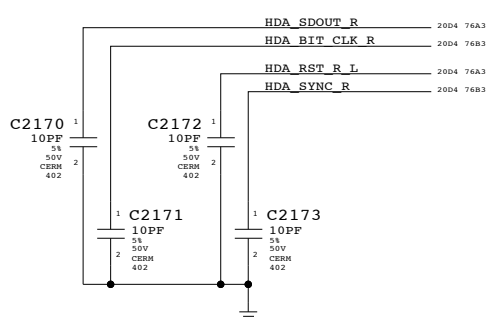 HDA_SDOUT_R 20D4 76A3
HDA_BIT_CLK_R 20D4 76B3
HDA_RST_R_L 20D4 76A3
HDA_SYNC_R 20D4 76B3
C2170 1
10PF
5%
50V
CERM
402
2
C2172 1
10PF
5%
50V
CERM
402
2
1 C2171
10PF
5%
50V
CERM
402
2
1 C2173
10PF
5%
50V
CERM
402
2